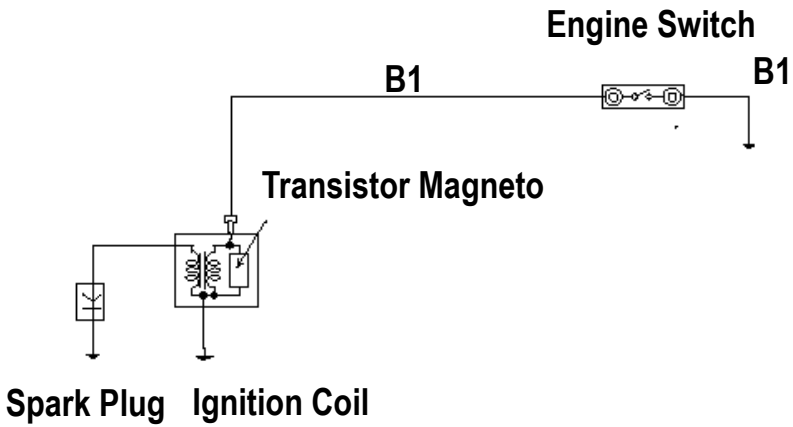 Engine Switch
B1
B1
Transistor Magneto
Spark Plug
Ignition Coil